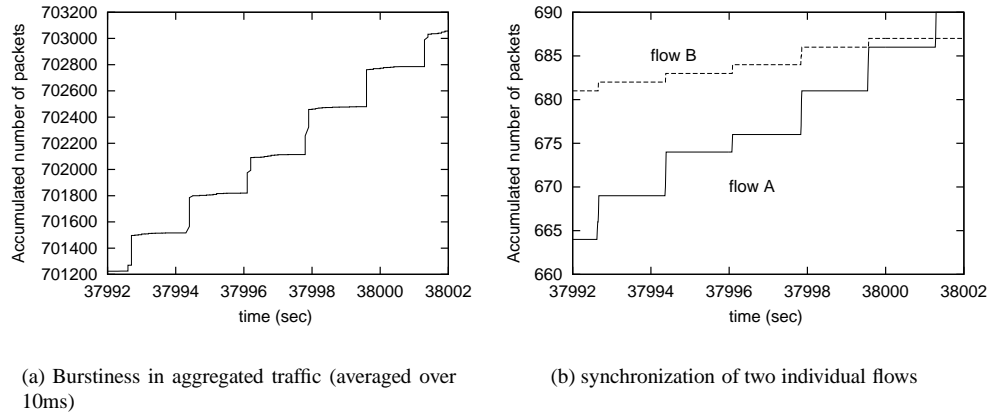 Accumulated number of packets
703200
703000
702800
702600
702400
702200
702000
701800
701600
701400
701200
37992 37994 37996 37998 38000 38002
time (sec)
(a) Burstiness in aggregated traffic (averaged over
10ms)
Accumulated number of packets
690
685
680
675
670
665
660
flow B
flow A
37992 37994 37996 37998 38000 38002
time (sec)
(b) synchronization of two individual flows